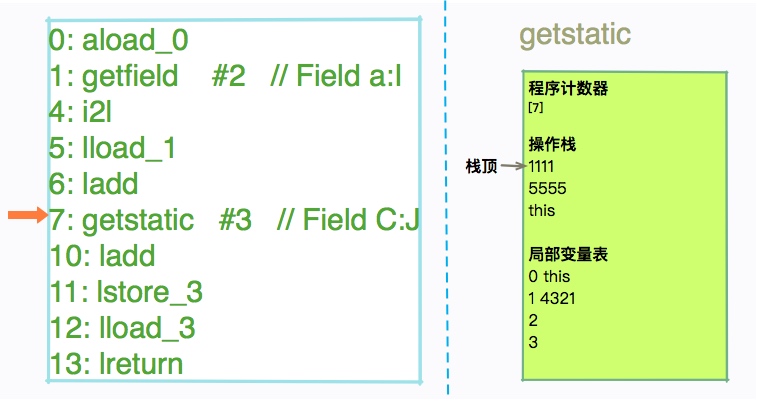 0: aload_0
1: getfield #2 // Field a:I
4: i2l
5: lload_1
6: ladd
7: getstatic #3 // Field C:J
10: ladd
11: lstore_3
12: lload_3
13: lreturn
getstatic
程序计数器
[7]
操作栈
栈顶
1111
5555
this
局部变量表
0 this
1 4321
2
3